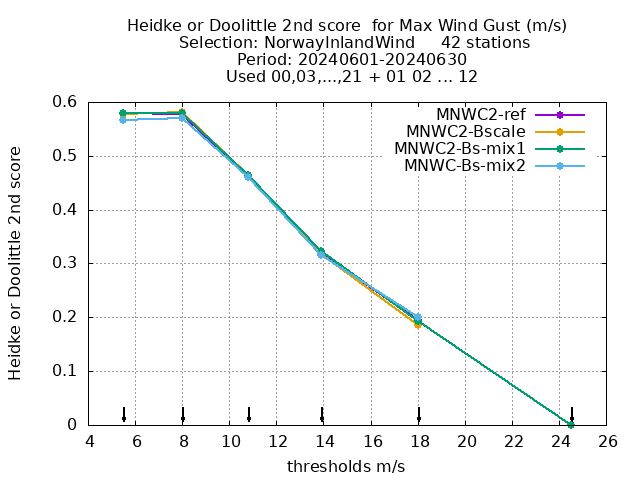 Heidke or Doolittle 2nd score  for Max Wind Gust (m/s)
Selection: NorwayInlandWind     42 stations
Period: 20240601-20240630
Used 00,03,...,21 + 01 02 ... 12
MNWC2-ref
MNWC2-Bscale
MNWC2-Bs-mix1
MNWC-Bs-mix2
Heidke or Doolittle 2nd score
0.6
0.5
0.4
0.3
0.2
0.1
0
4 6 8 10 12 14 16 18 20 22 24 26
thresholds m/s